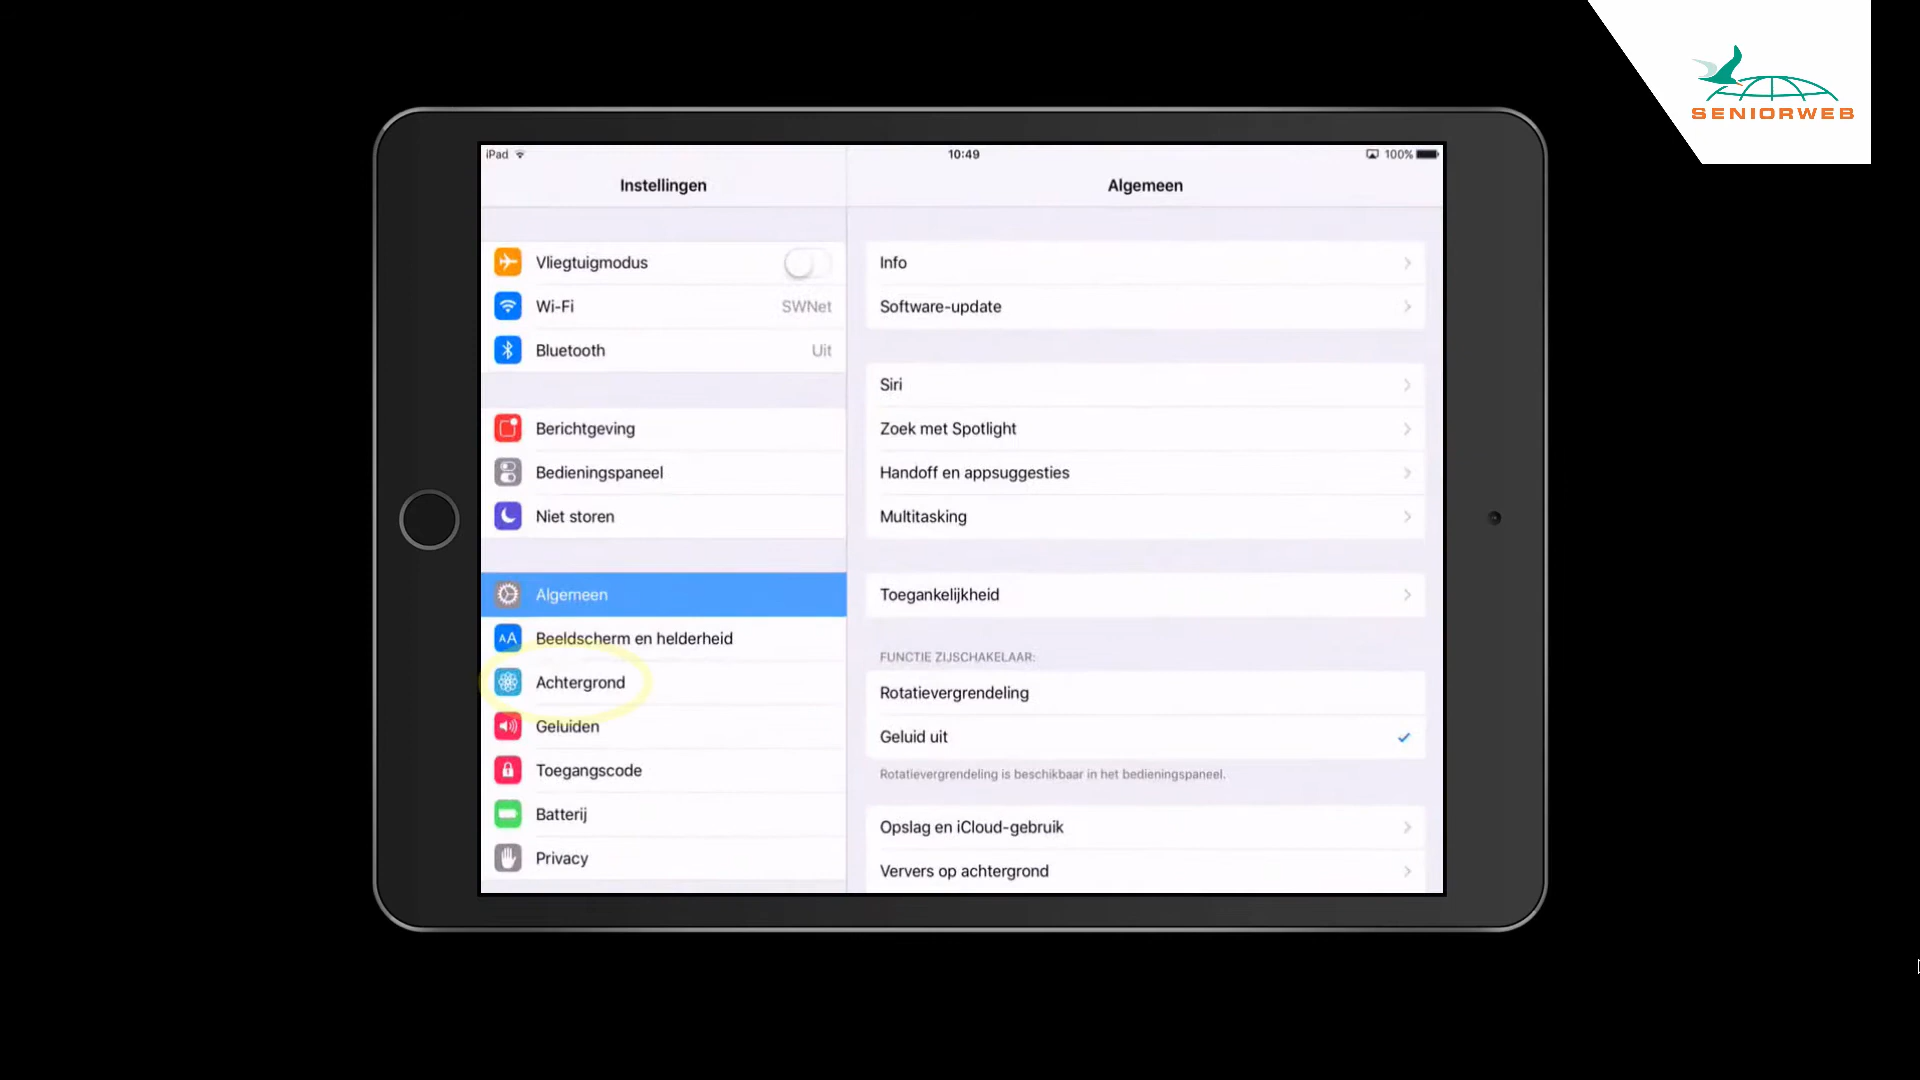 SENIORWEB
iPad
10:49
100%
Instellingen
Algemeen
Vliegtuigmodus
Wi-Fi SWNet
Bluetooth Uit
Berichtgeving
Bedieningspaneel
Niet storen
Algemeen
AA Beeldscherm en helderheid
Achtergrond
Geluiden
Toegangscode
Batterij
Privacy
Info
Software-update
Siri
Zoek met Spotlight
Handoff en appsuggesties
Multitasking
Toegankelijkheid
FUNCTIE ZIJSCHAKELAAR:
Rotatievergrendeling
Geluid uit
Rotatievergrendeling is beschikbaar in het bedieningspaneel.
Opslag en iCloud-gebruik
Ververs op achtergrond